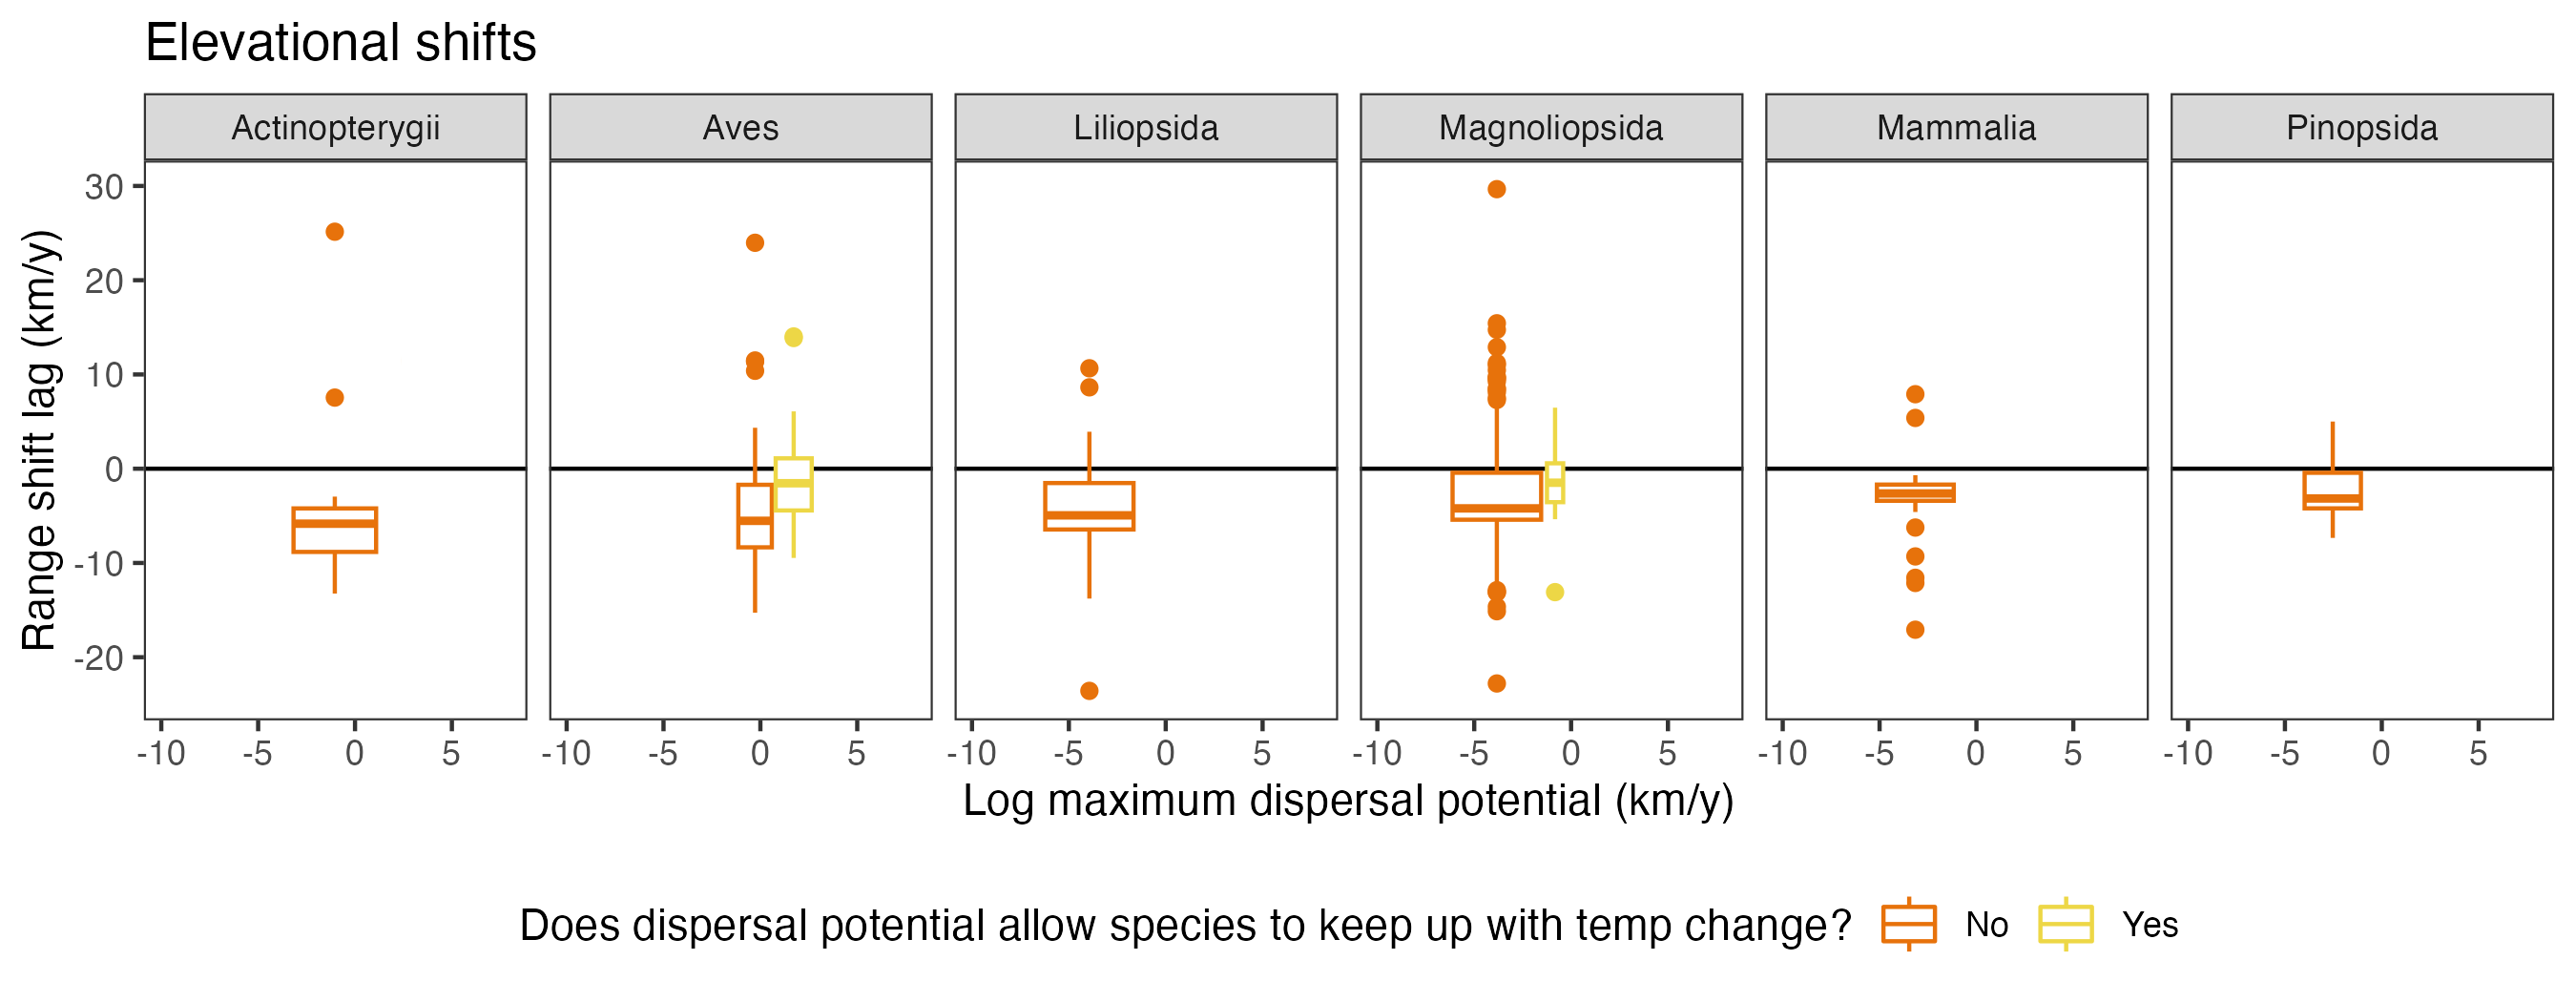 Elevational shifts
Actinopterygii Aves Liliopsida Magnoliopsida Mammalia Pinopsida
Range shift lag (km/y)
30
20
10
0
-10
-20
-10 -5 0 5 -10 -5 0 5 -10 -5 0 5 -10 -5 0 5 -10 -5 0 5 -10 -5 0 5
Log maximum dispersal potential (km/y)
Does dispersal potential allow species to keep up with temp change? No Yes